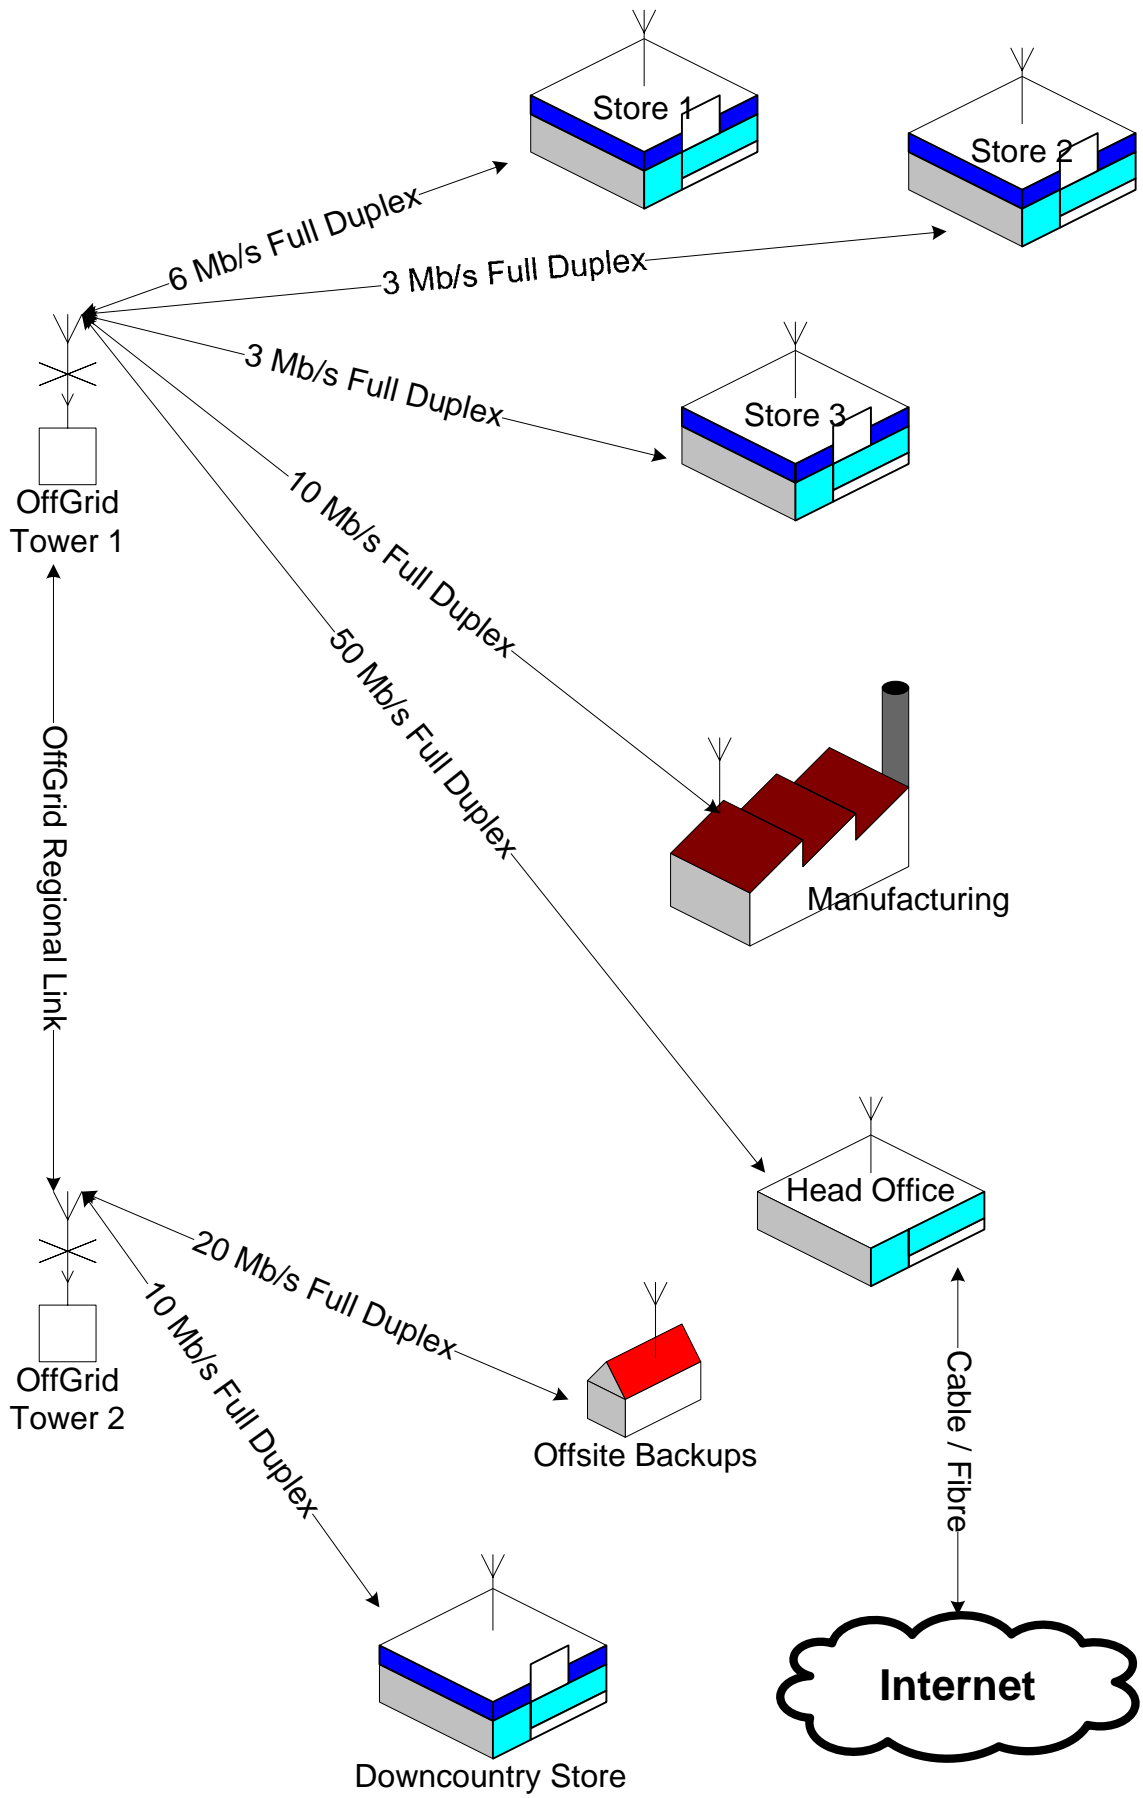 Store 1
Store 2
6 Mb/s Full Duplex
3 Mb/s Full Duplex
3 Mb/s Full Duplex
Store 3
OffGrid
Tower 1
10 Mb/s Full Duplex
50 Mb/s Full Duplex
OffGrid Regional Link
Manufacturing
Head Office
20 Mb/s Full Duplex
10 Mb/s Full Duplex
OffGrid
Tower 2
Offsite Backups
Cable / Fibre
Internet
Downcountry Store